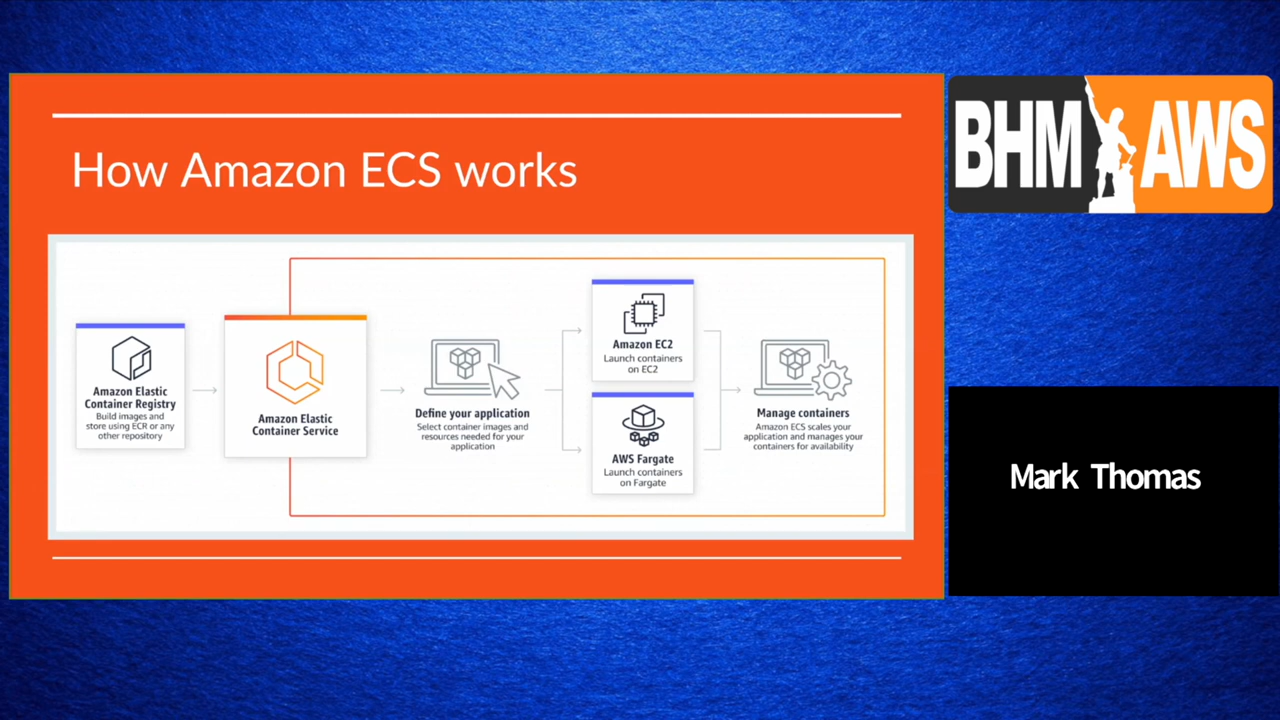 How Amazon ECS works
Amazon Elastic
Container Registry
Build images and
store using ECR or any
other repository
Amazon Elastic
Container Service
Define your application
Select container images and
resources needed for your
application
Amazon EC2
Launch containers
on EC2
AWS Fargate
Launch containers
on Fargate
Manage containers
Amazon ECS scales your
application and manages your
containers for availability
BHM AWS
Mark Thomas